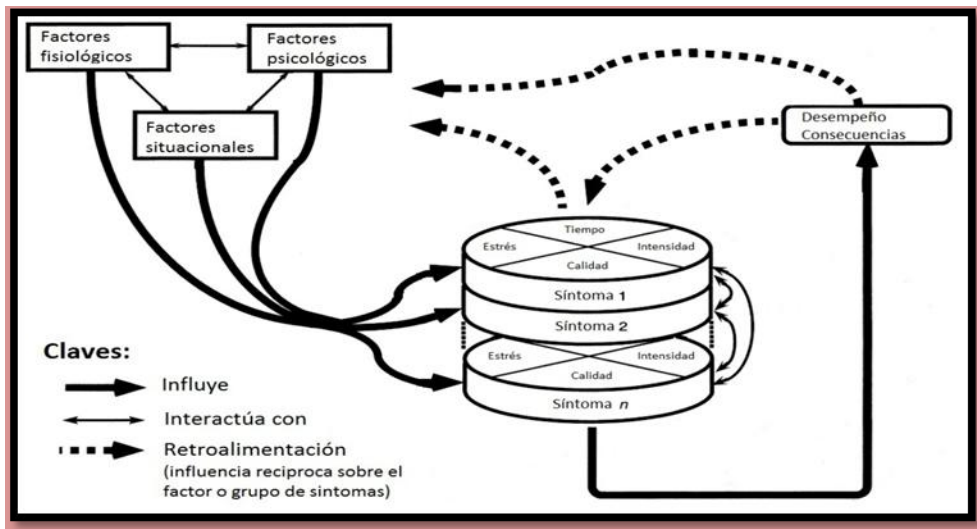 Factores
fisiológicos
Factores
psicológicos
Factores
situacionales
Desempeño
Consecuencias
Tiempo
Estrés
Intensidad
Calidad
Síntoma 1
Síntoma 2
Estrés
Intensidad
Calidad
Síntoma n
Claves:
Influye
Interactúa con
Retroalimentación
(influencia reciproca sobre el
factor o grupo de sintomas)